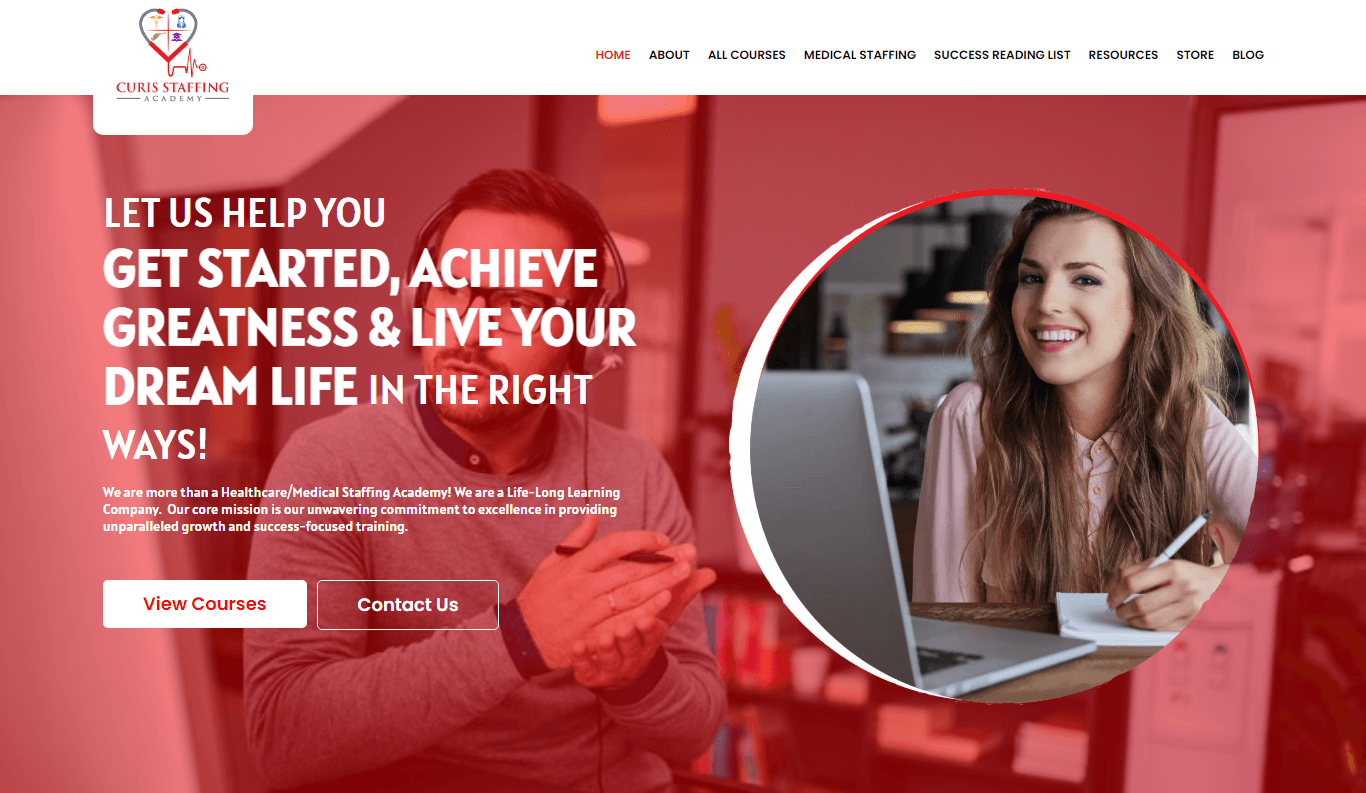 CURIS STAFFING
ACADEMY
HOME ABOUT ALL COURSES MEDICAL STAFFING SUCCESS READING LIST RESOURCES STORE BLOG
LET US HELP YOU
GET STARTED, ACHIEVE
GREATNESS & LIVE YOUR
DREAM LIFE IN THE RIGHT
WAYS!
We are more than a Healthcare/Medical Staffing Academy! We are a Life-Long Learning
Company. Our core mission is our unwavering commitment to excellence in providing
unparalleled growth and success-focused training.
View Courses Contact Us